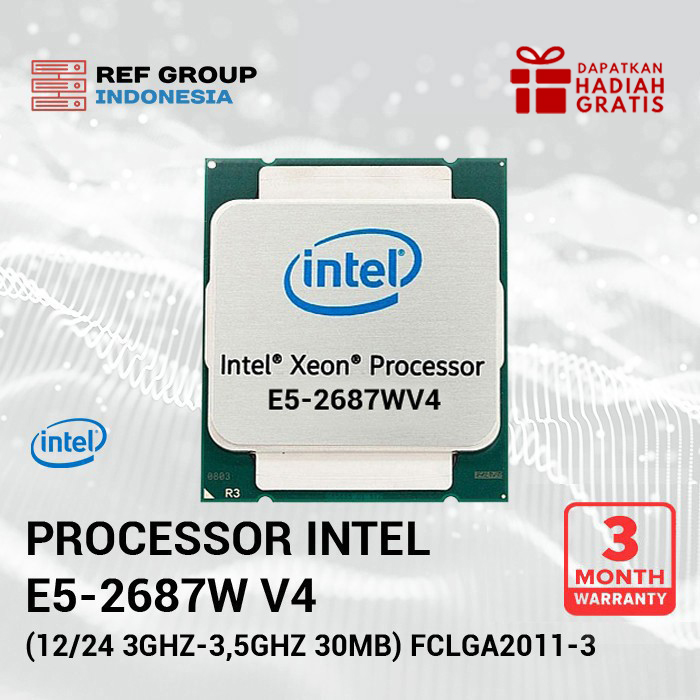 REF GROUP
INDONESIA
DAPATKAN
HADIAH
GRATIS
intel
Intel® Xeon® Processor
E5-2687WV4
0803
R3
intel
PROCESSOR INTEL
E5-2687W V4
(12/24 3GHZ-3,5GHZ 30MB) FCLGA2011-3
3
MONTH
WARRANTY